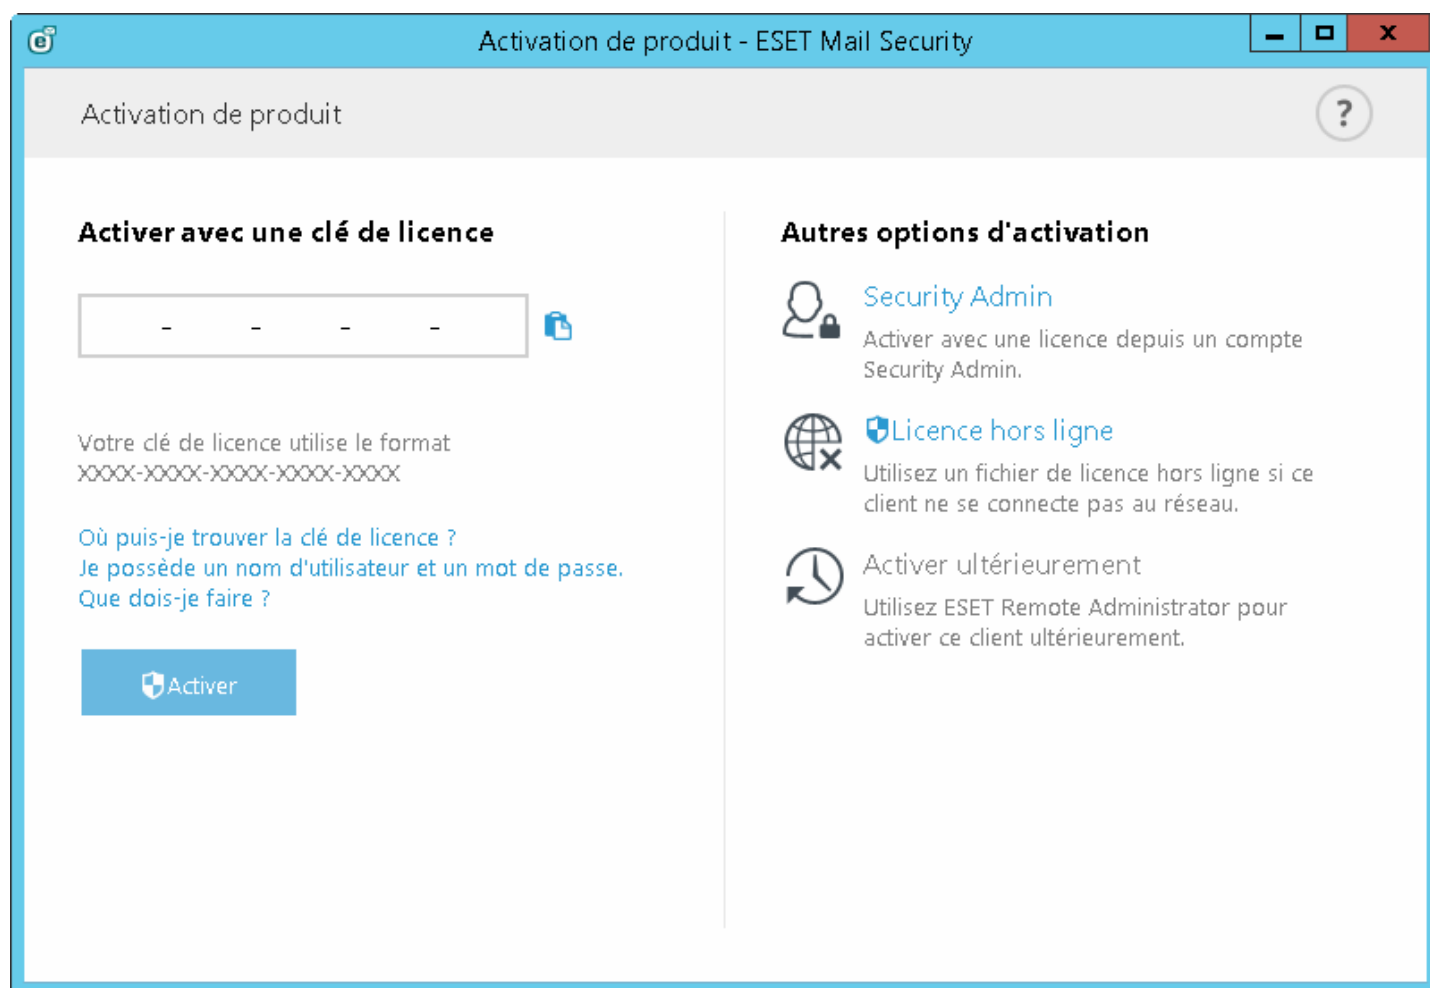 Activation de produit - ESET Mail Security
Activation de produit
?
Activer avec une clé de licence
- - - -
Votre clé de licence utilise le format
XXXX-XXXX-XXXX-XXXX-XXXX
Où puis-je trouver la clé de licence ?
Je possède un nom d'utilisateur et un mot de passe.
Que dois-je faire ?
Activer
Autres options d'activation
Security Admin
Activer avec une licence depuis un compte
Security Admin.
Licence hors ligne
Utilisez un fichier de licence hors ligne si ce
client ne se connecte pas au réseau.
Activer ultérieurement
Utilisez ESET Remote Administrator pour
activer ce client ultérieurement.